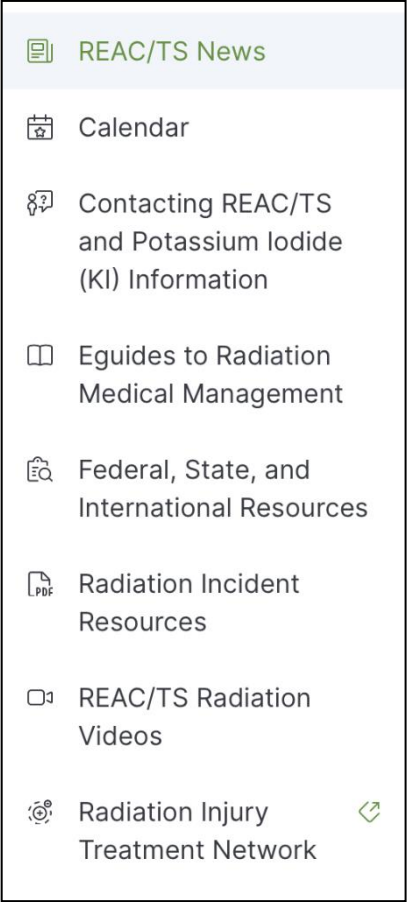 REAC/TS News
Calendar
Contacting REAC/TS
and Potassium Iodide
(KI) Information
Eguides to Radiation
Medical Management
Federal, State, and
International Resources
PDF
Radiation Incident
Resources
REAC/TS Radiation
Videos
Radiation Injury
Treatment Network